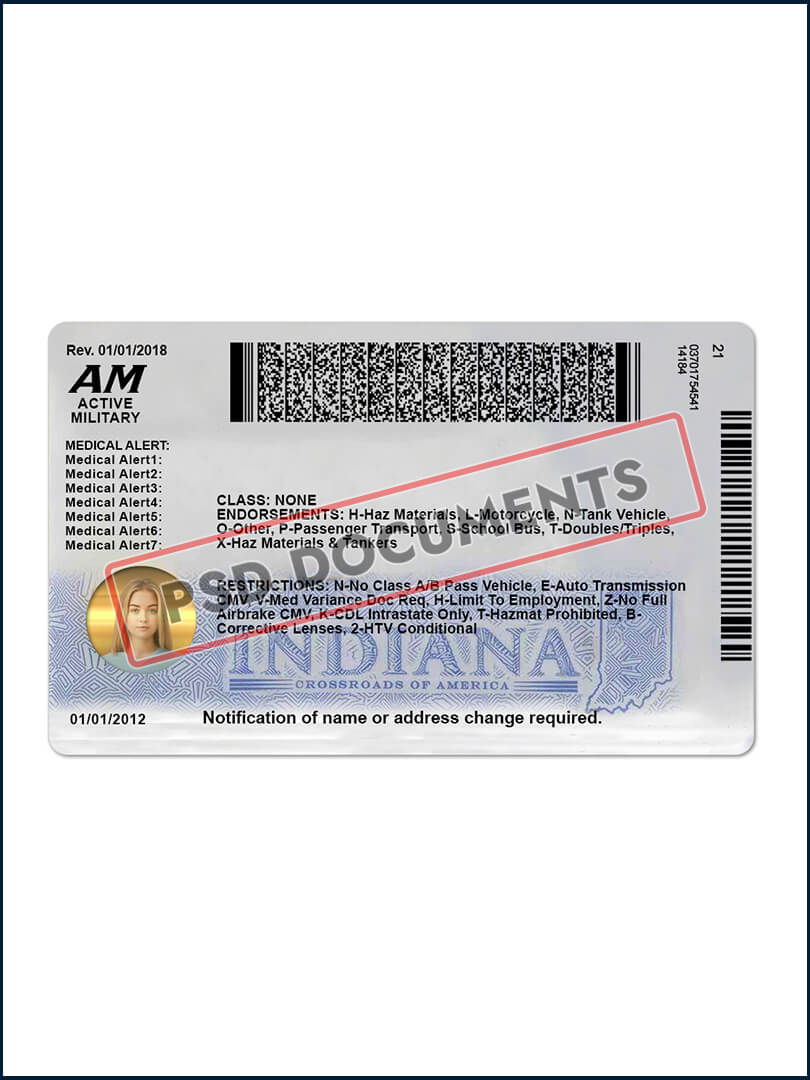 Rev. 01/01/2018
AM
ACTIVE
MILITARY
MEDICAL ALERT:
Medical Alert1:
Medical Alert2:
Medical Alert3:
Medical Alert4:
Medical Alert5:
Medical Alert6:
Medical Alert7:
21
03701754541
14184
CLASS: NONE
ENDORSEMENTS: H-Haz Materials, L-Motorcycle, N-Tank Vehicle,
O-Other, P-Passenger Transport, S-School Bus, T-Doubles/Triples,
X-Haz Materials & Tankers
RESTRICTIONS: N-No Class A/B Pass Vehicle, E-Auto Transmission
CMV, V-Med Variance Doc Req, H-Limit To Employment, Z-No Full
Airbrake CMV, K-CDL Intrastate Only, T-Hazmat Prohibited, B-
Corrective Lenses, 2-HTV Conditional
PSD DOCUMENTS
INDIANA
CROSSROADS OF AMERICA
01/01/2012
Notification of name or address change required.